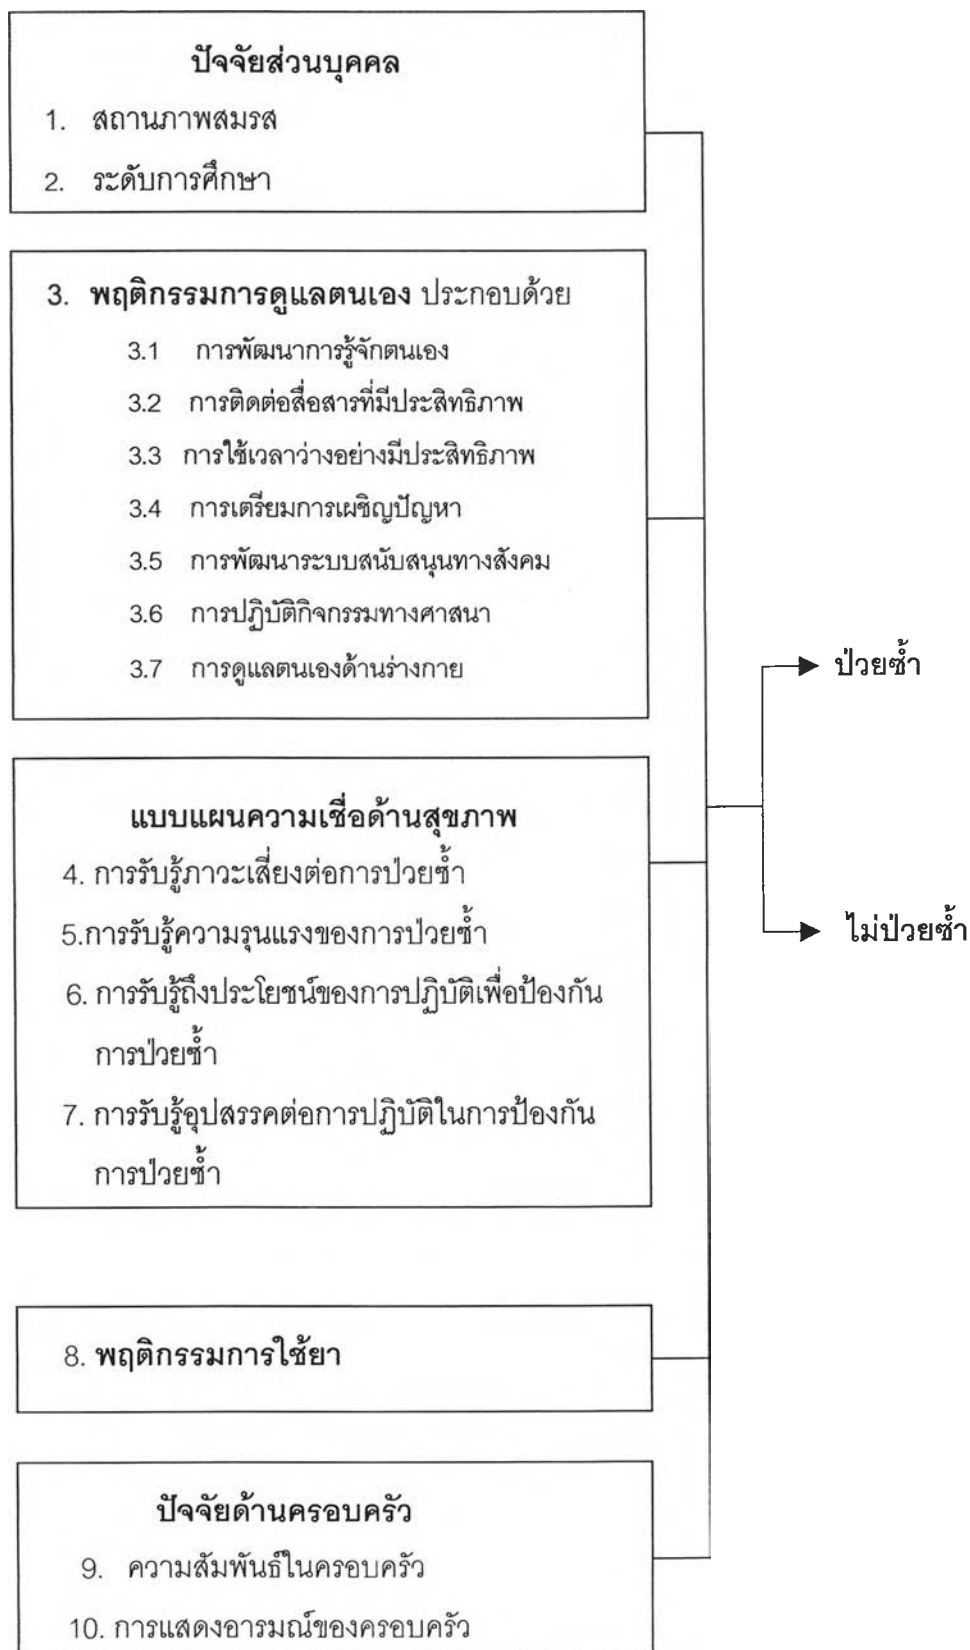 ปัจจัยส่วนบุคคล
1. สถานภาพสมรส
2. ระดับการศึกษา
3. พฤติกรรมการดูแลตนเอง ประกอบด้วย
3.1 การพัฒนาการรู้จักตนเอง
3.2 การติดต่อสื่อสารที่มีประสิทธิภาพ
3.3 การใช้เวลาว่างอย่างมีประสิทธิภาพ
3.4 การเตรียมการเผชิญปัญหา
3.5 การพัฒนาระบบสนับสนุนทางสังคม
3.6 การปฏิบัติกิจกรรมทางศาสนา
3.7 การดูแลตนเองด้านร่างกาย
แบบแผนความเชื่อด้านสุขภาพ
4. การรับรู้ภาวะเสี่ยงต่อการป่วยซ้ำ
5.การรับรู้ความรุนแรงของการป่วยซ้ำ
6. การรับรู้ถึงประโยชน์ของการปฏิบัติเพื่อป้องกัน
การป่วยซ้ำ
7. การรับรู้อุปสรรคต่อการปฏิบัติในการป้องกัน
การป่วยซ้ำ
8. พฤติกรรมการใช้ยา
ปัจจัยด้านครอบครัว
9. ความสัมพันธ์ในครอบครัว
10. การแสดงอารมณ์ของครอบครัว
ป่วยซ้ำ
ไม่ป่วยซ้ำ